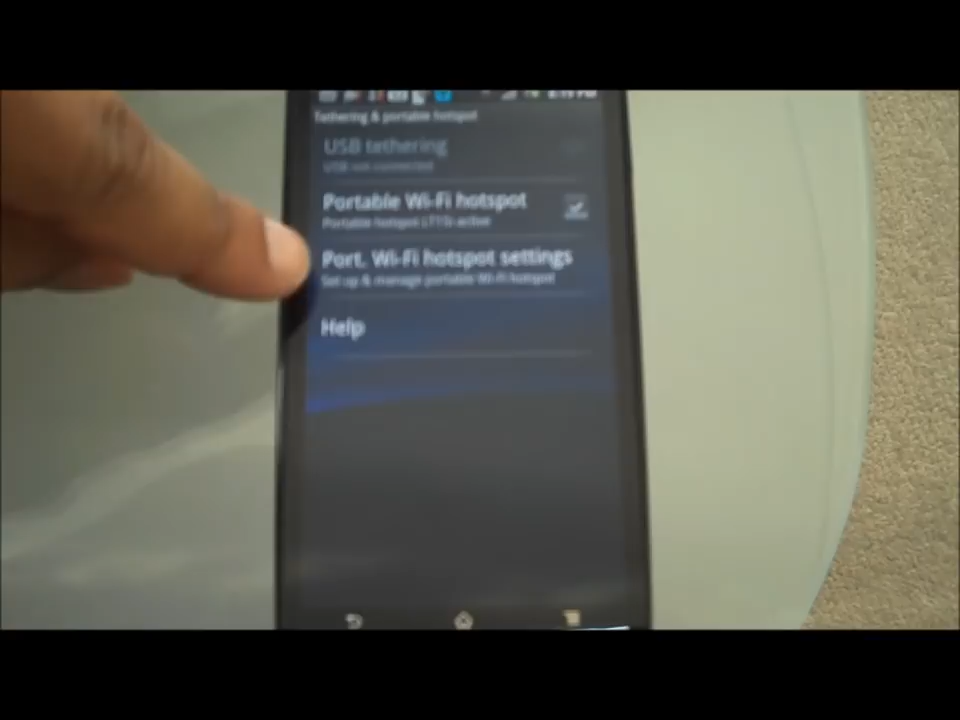 Tethering & portable hotspot
USB tethering
USB not connected
Portable Wi-Fi hotspot
Portable hotspot active
Port. Wi-Fi hotspot settings
Set up & manage portable Wi-Fi hotspot
Help